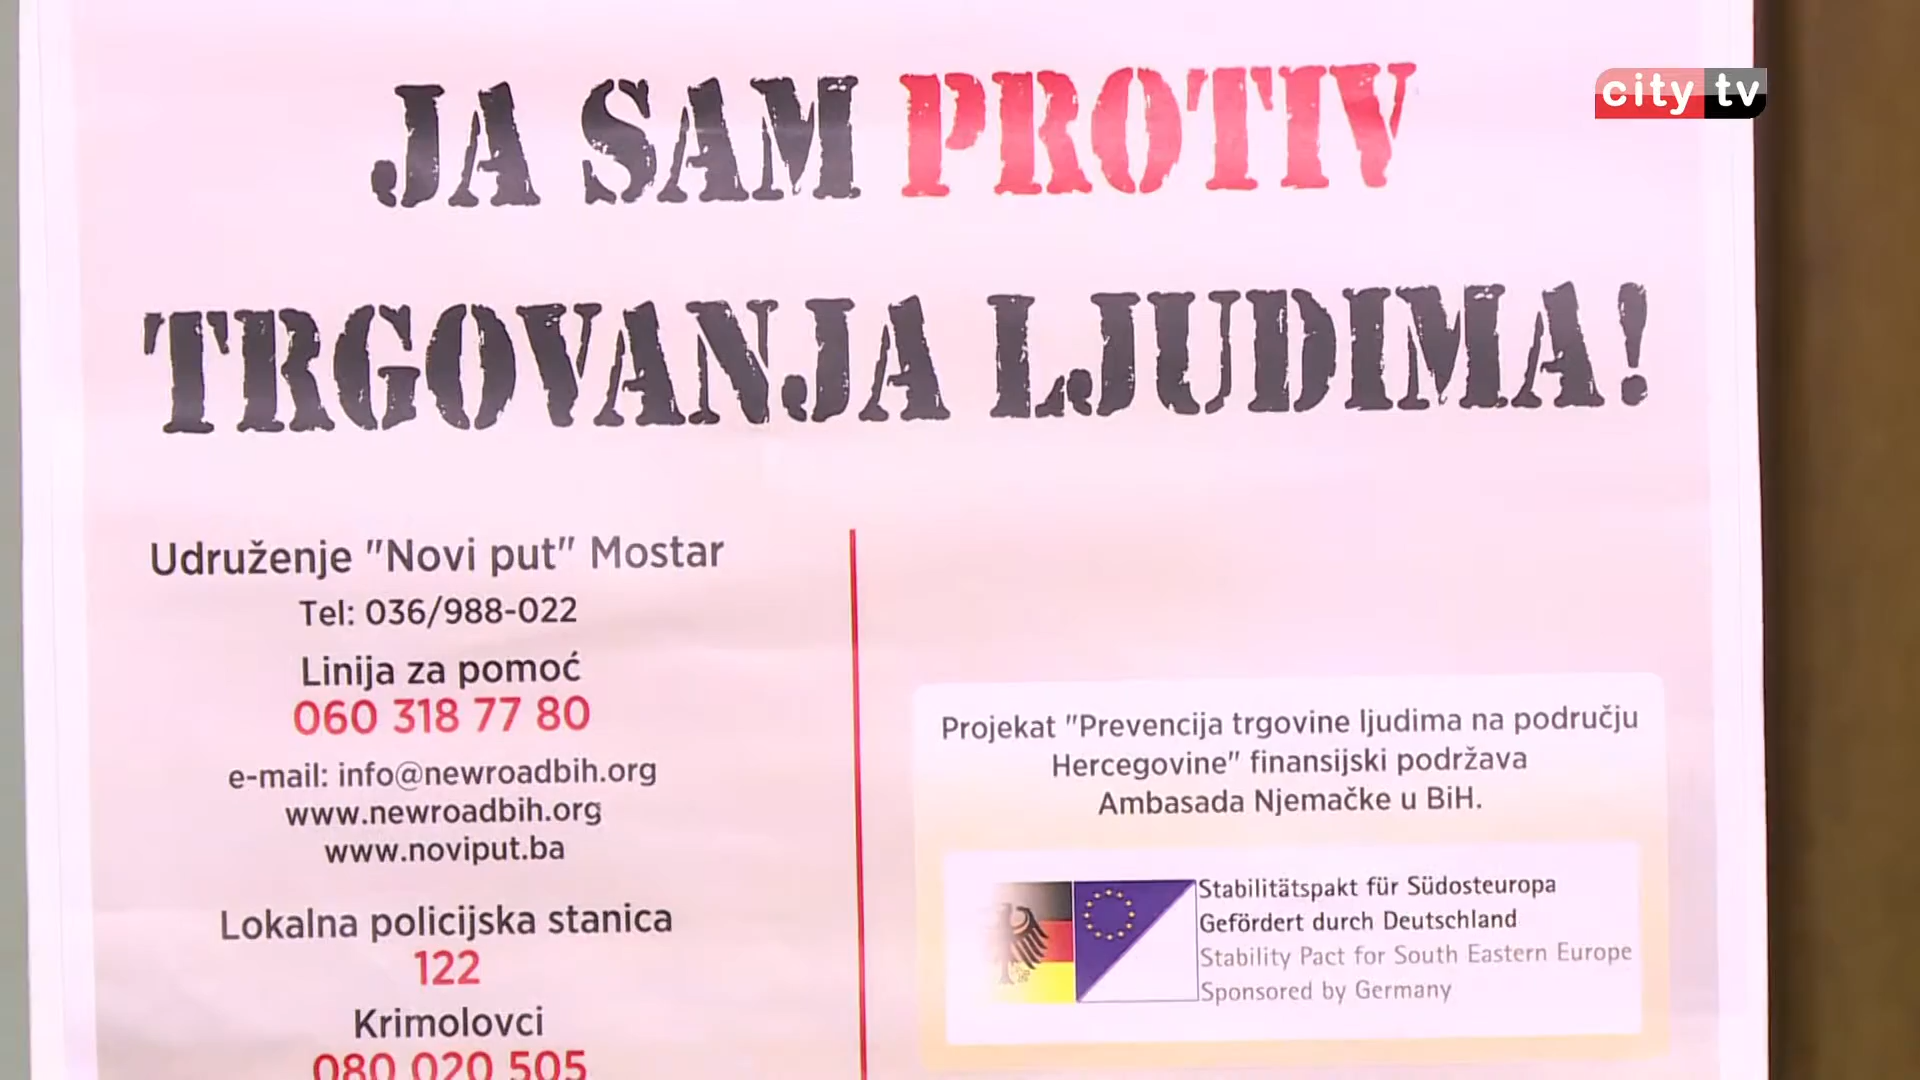 city tv
JA SAM PROTIV
TRGOVANJA LJUDIMA!
Udruženje "Novi put" Mostar
Tel: 036/988-022
Linija za pomoć
060 318 77 80
e-mail: info@newroadbih.org
www.newroadbih.org
www.noviput.ba
Lokalna policijska stanica
122
Krimolovci
080 020 505
Projekat "Prevencija trgovine ljudima na području
Hercegovine" finansijski podržava
Ambasada Njemačke u BiH.
Stabilitätspakt für Südosteuropa
Gefördert durch Deutschland
Stability Pact for South Eastern Europe
Sponsored by Germany